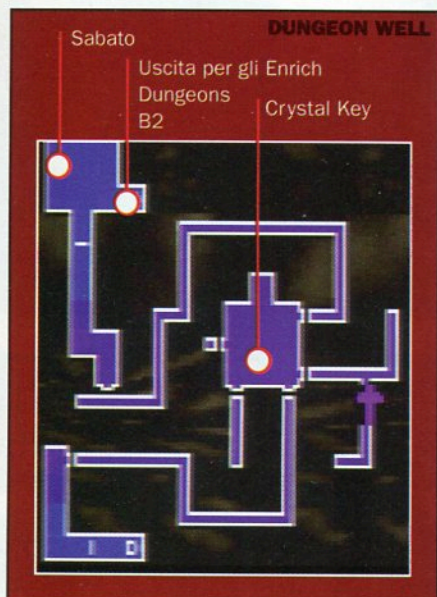 DUNGEON WELL
Sabato
Uscita per gli Enrich
Dungeons
B2
Crystal Key